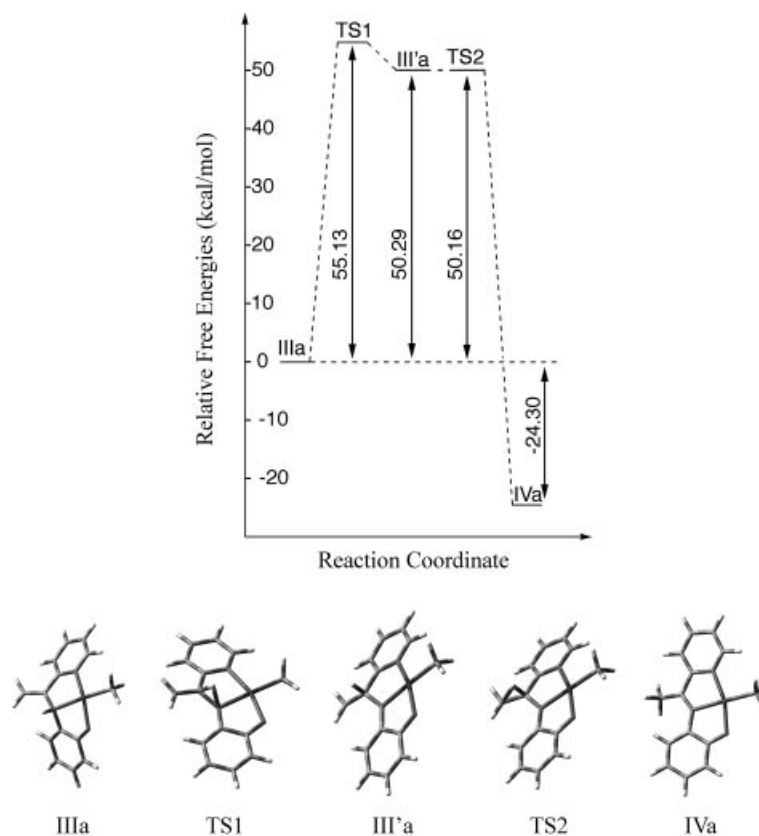 TS1
III'a
TS2
50
-40
-30
-20
-10
IIIa
0
-10
-20
55.13
50.29
50.16
-24.30
IVa
Relative Free Energies (kcal/mol)
Reaction Coordinate
IIIa TS1 III'a TS2 IVa